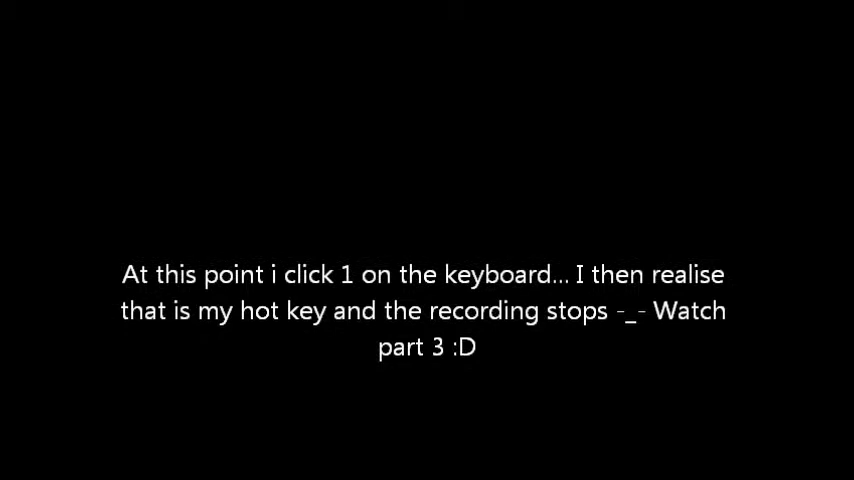 At this point i click 1 on the keyboard... I then realise
that is my hot key and the recording stops -_- Watch
part 3 :D